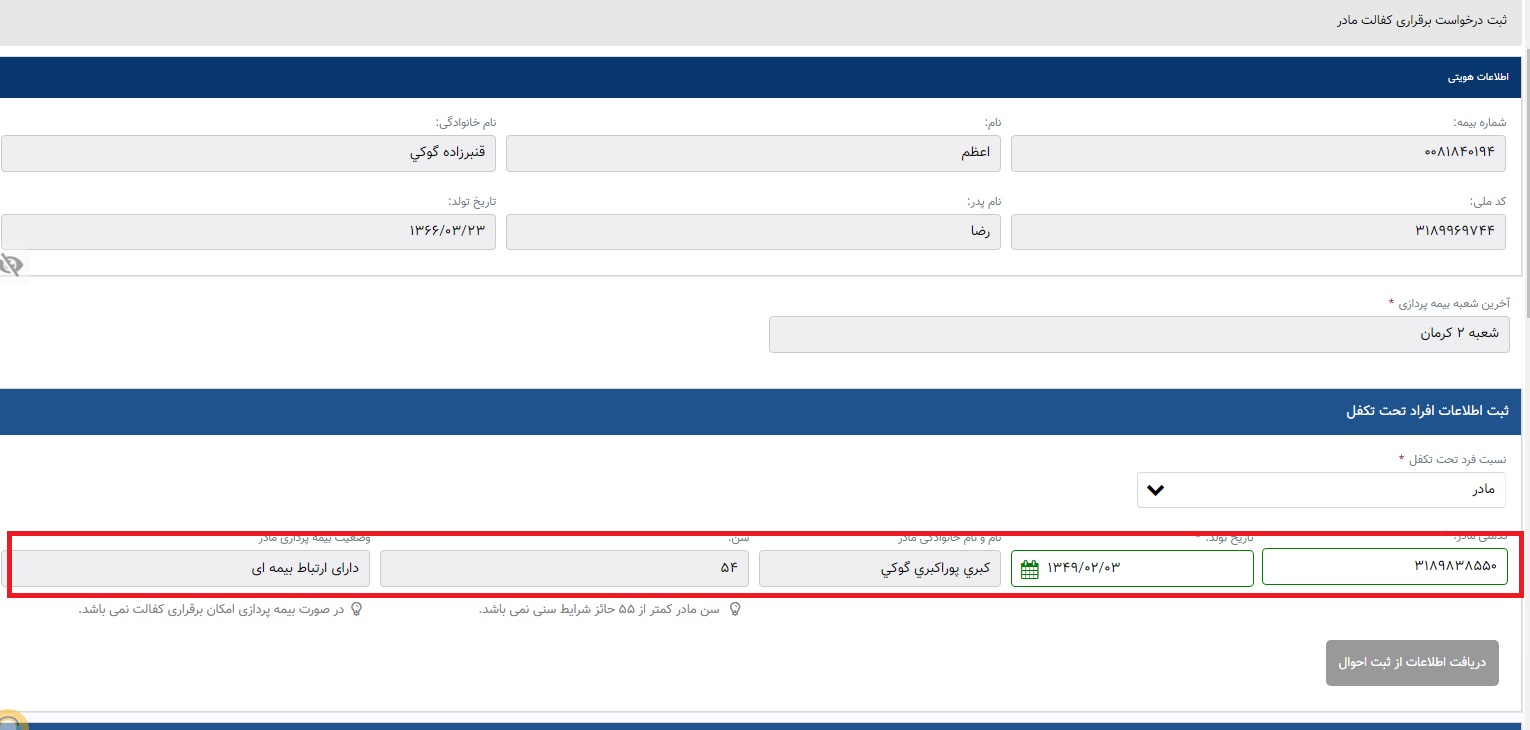 ثبت درخواست برقراری کفالت مادر
اطلاعات هویتی
شماره بیمه: نام: نام خانوادگی:
۰۰۸۱۸۴۰۱۹۴ اعظم قنبرزاده گوكي
کد ملی: نام پدر: تاریخ تولد:
۳۱۸۹۹۶۹۷۴۴ رضا ۱۳۶۶/۰۳/۲۳
آخرین شعبه بیمه پردازی *
شعبه ۲ کرمان
ثبت اطلاعات افراد تحت تکفل
نسبت فرد تحت تکفل *
مادر
کدملی مادر: تاریخ تولد: * نام و نام خانوادگی مادر سن: وضعیت بیمه پردازی مادر
۳۱۸۹۸۳۸۵۵۰ ۱۳۴۹/۰۲/۰۳ كبري پوراكبري گوكي ۵۴ دارای ارتباط بیمه ای
سن مادر کمتر از ۵۵ حائز شرایط سنی نمی باشد. در صورت بیمه پردازی امکان برقراری کفالت نمی باشد.
دریافت اطلاعات از ثبت احوال